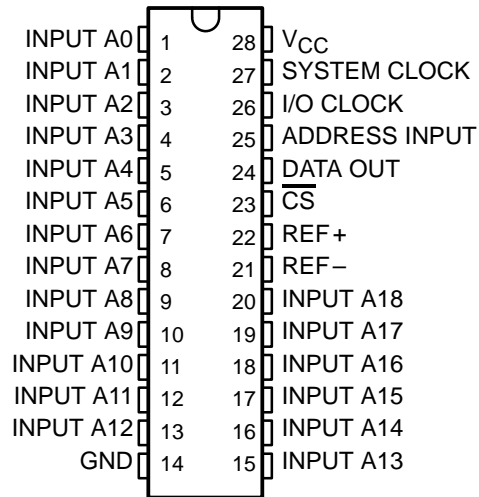 INPUT A0 1 28 VCC
INPUT A1 2 27 SYSTEM CLOCK
INPUT A2 3 26 I/O CLOCK
INPUT A3 4 25 ADDRESS INPUT
INPUT A4 5 24 DATA OUT
INPUT A5 6 23 CS
INPUT A6 7 22 REF+
INPUT A7 8 21 REF–
INPUT A8 9 20 INPUT A18
INPUT A9 10 19 INPUT A17
INPUT A10 11 18 INPUT A16
INPUT A11 12 17 INPUT A15
INPUT A12 13 16 INPUT A14
GND 14 15 INPUT A13